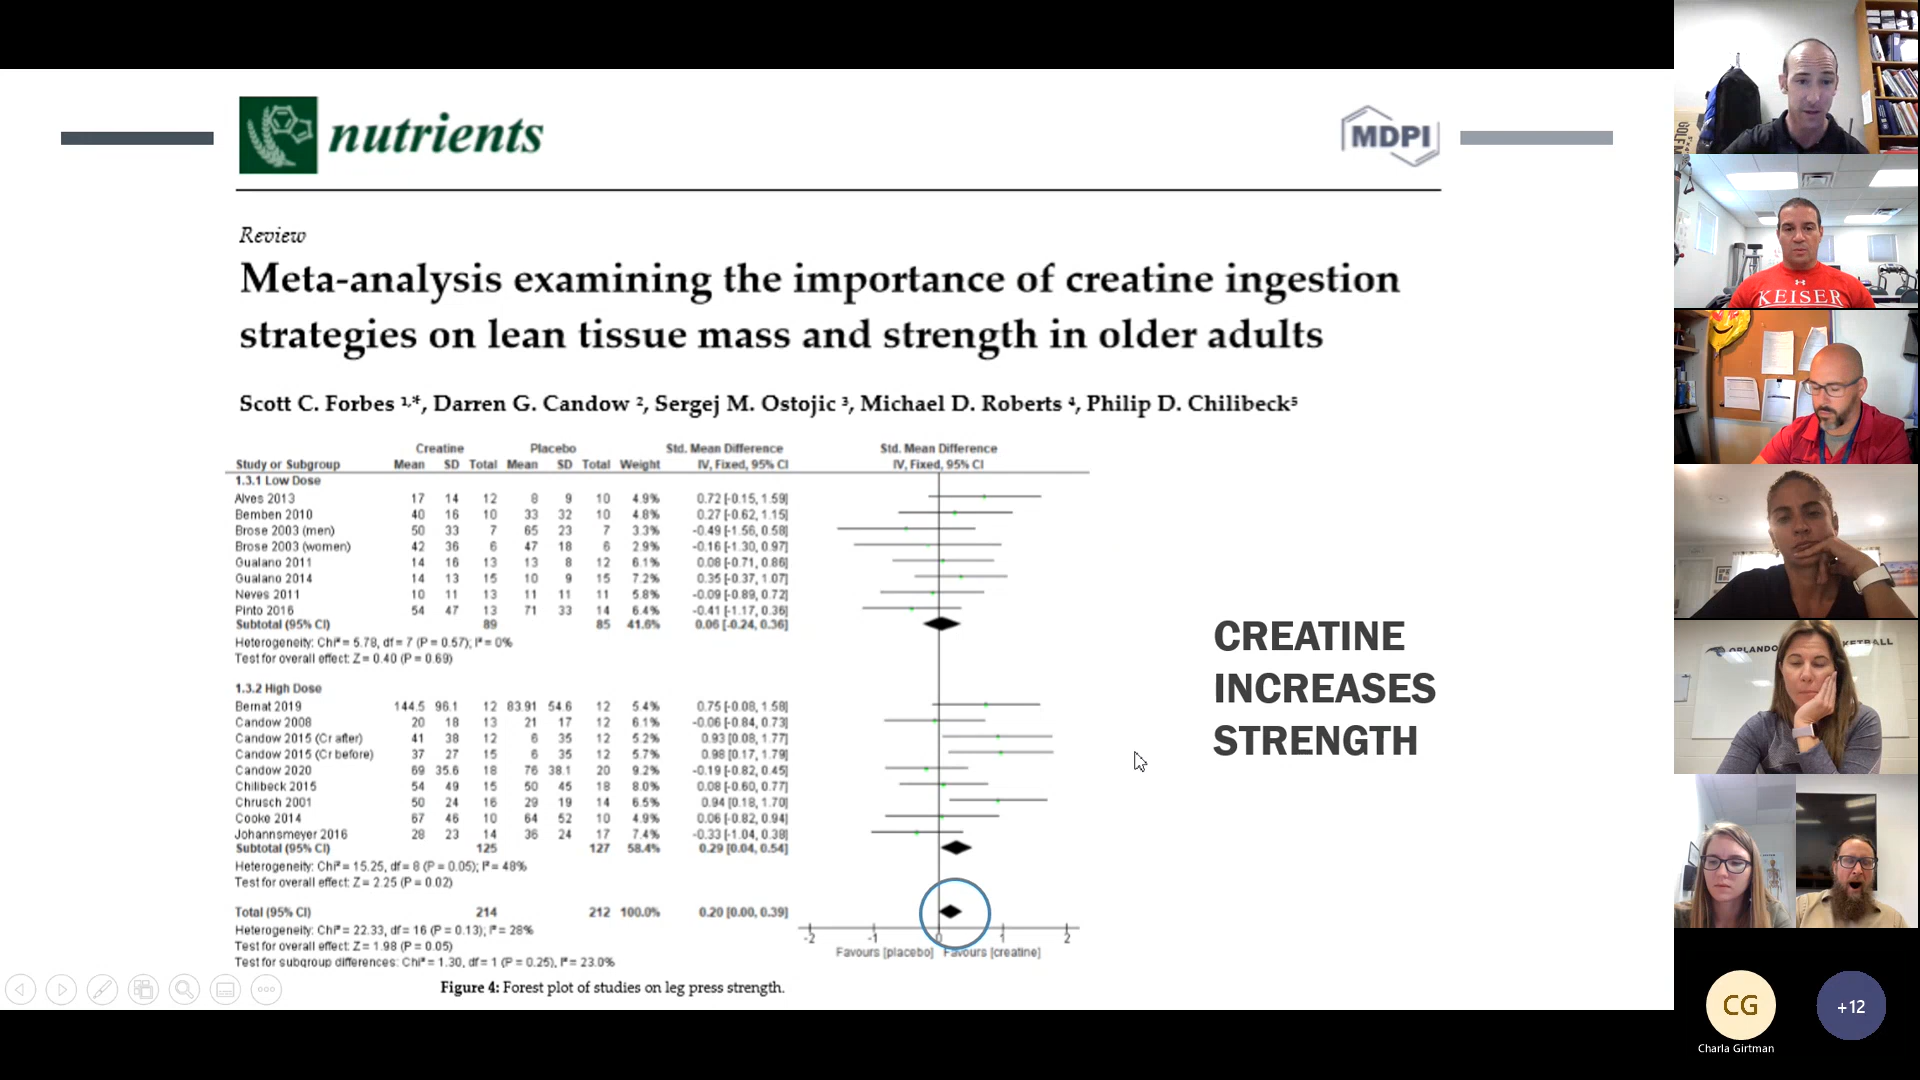 nutrients
MDPI
Review
Meta-analysis examining the importance of creatine ingestion
strategies on lean tissue mass and strength in older adults
Scott C. Forbes ¹,*, Darren G. Candow ², Sergej M. Ostojic ³, Michael D. Roberts ⁴, Philip D. Chilibeck⁵
Creatine Placebo Std. Mean Difference Std. Mean Difference
Study or Subgroup Mean SD Total Mean SD Total Weight IV, Fixed, 95% CI IV, Fixed, 95% CI
1.3.1 Low Dose
Alves 2013 17 14 12 8 9 10 4.9% 0.72 [-0.15, 1.59]
Bemben 2010 40 16 10 33 32 10 4.8% 0.27 [-0.62, 1.15]
Brose 2003 (men) 50 33 7 65 23 7 3.3% -0.49 [-1.56, 0.58]
Brose 2003 (women) 42 36 6 47 18 6 2.9% -0.16 [-1.30, 0.97]
Gualano 2011 14 16 13 13 8 12 6.1% 0.08 [-0.71, 0.86]
Gualano 2014 14 13 15 10 9 15 7.2% 0.35 [-0.37, 1.07]
Neves 2011 10 11 13 11 11 11 5.8% -0.09 [-0.89, 0.72]
Pinto 2016 54 47 13 71 33 14 6.4% -0.41 [-1.17, 0.36]
Subtotal (95% CI) 89 85 41.6% 0.06 [-0.24, 0.36]
Heterogeneity: Chi² = 5.78, df = 7 (P = 0.57); I² = 0%
Test for overall effect: Z = 0.40 (P = 0.69)
1.3.2 High Dose
Bernat 2019 144.5 96.1 12 83.91 54.6 12 5.4% 0.75 [-0.08, 1.58]
Candow 2008 20 18 13 21 17 12 6.1% -0.06 [-0.84, 0.73]
Candow 2015 (Cr after) 41 38 12 6 35 12 5.2% 0.93 [0.08, 1.77]
Candow 2015 (Cr before) 37 27 15 6 35 12 5.7% 0.98 [0.17, 1.79]
Candow 2020 69 35.6 18 76 38.1 20 9.2% -0.19 [-0.82, 0.45]
Chilibeck 2015 54 49 15 50 45 18 8.0% 0.08 [-0.60, 0.77]
Chrusch 2001 50 24 16 29 19 14 6.5% 0.94 [0.18, 1.70]
Cooke 2014 67 46 10 64 52 10 4.9% 0.06 [-0.82, 0.94]
Johannsmeyer 2016 28 23 14 36 24 17 7.4% -0.33 [-1.04, 0.38]
Subtotal (95% CI) 125 127 58.4% 0.29 [0.04, 0.54]
Heterogeneity: Chi² = 15.25, df = 8 (P = 0.05); I² = 48%
Test for overall effect: Z = 2.25 (P = 0.02)
Total (95% CI) 214 212 100.0% 0.20 [0.00, 0.39]
Heterogeneity: Chi² = 22.33, df = 16 (P = 0.13); I² = 28%
Test for overall effect: Z = 1.98 (P = 0.05)
Test for subgroup differences: Chi² = 1.30, df = 1 (P = 0.25), I² = 23.0%
-2 -1 0 1 2
Favours [placebo] Favours [creatine]
Figure 4: Forest plot of studies on leg press strength.
CREATINE
INCREASES
STRENGTH
KEISER
ORLANDO
CG
+12
Charla Girtman